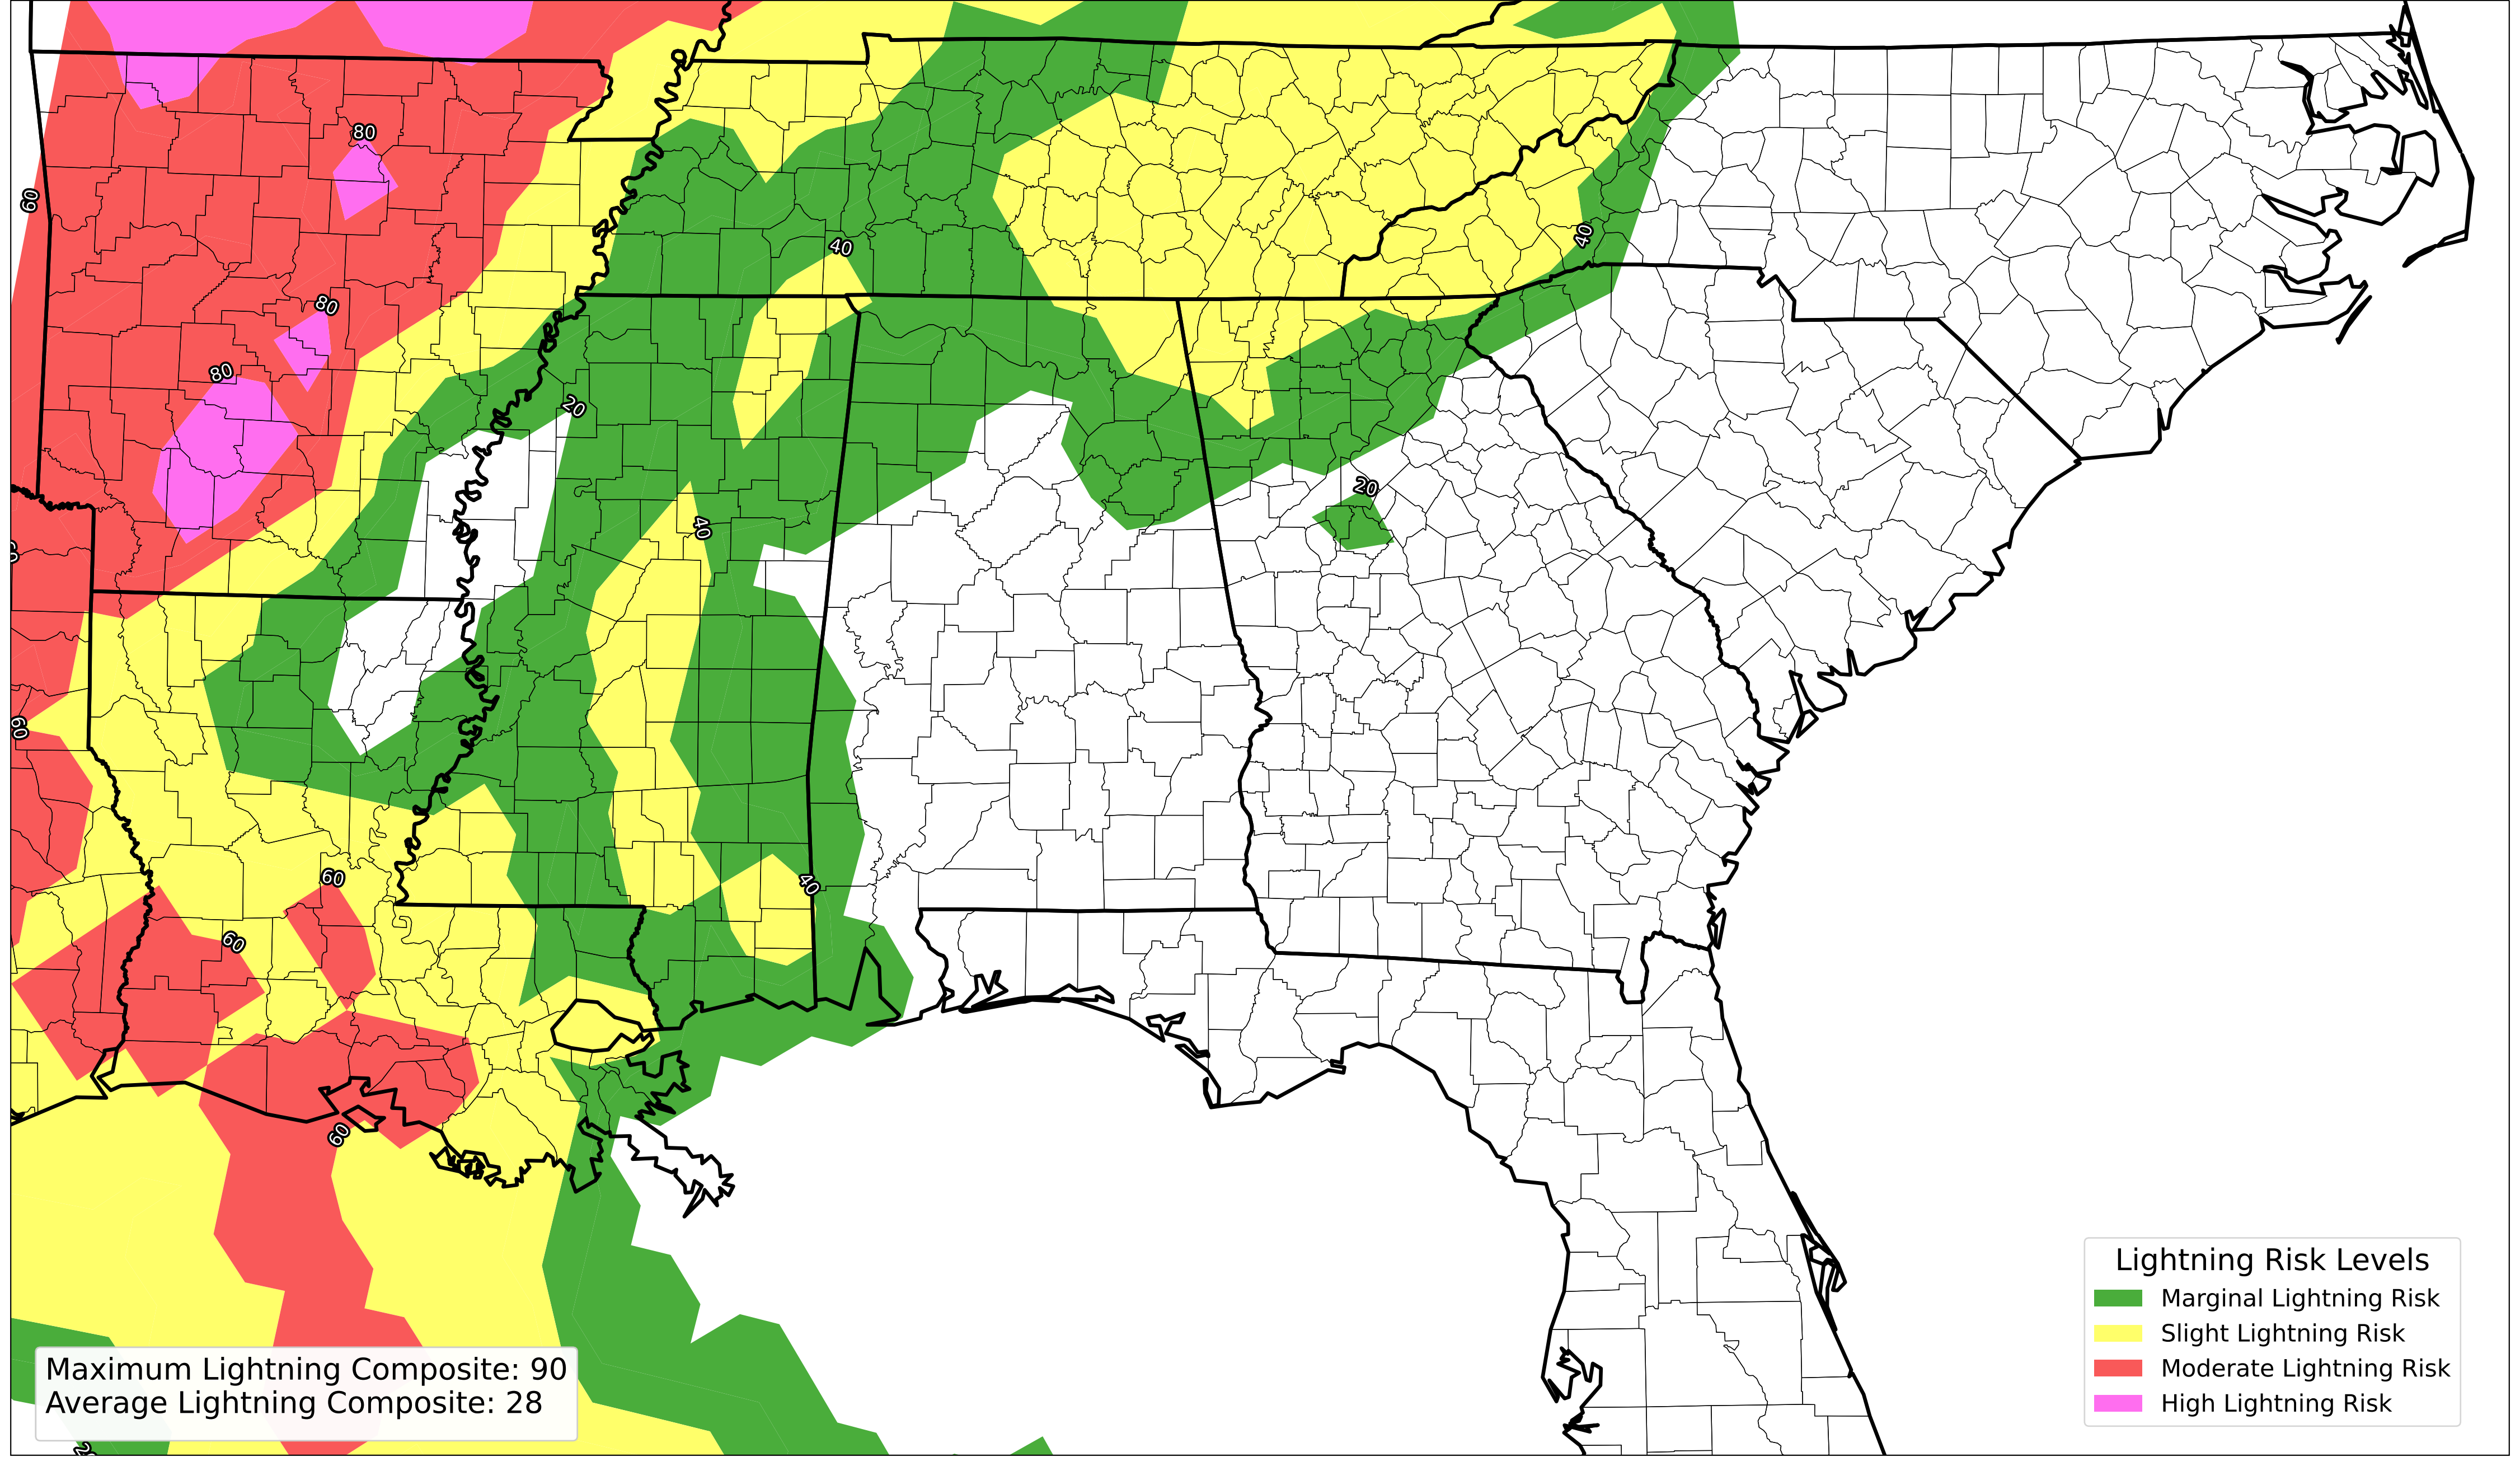 80
60
40
40
80
80
20
40
20
60
60
40
60
60
Lightning Risk Levels
Marginal Lightning Risk
Slight Lightning Risk
Moderate Lightning Risk
High Lightning Risk
Maximum Lightning Composite: 90
Average Lightning Composite: 28